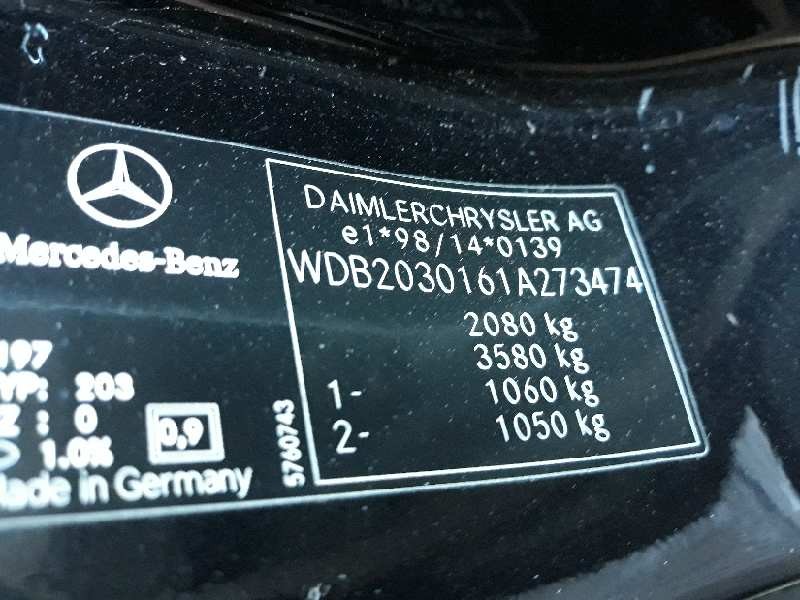 Mercedes-Benz
197
TYP: 203
Z : 0
1.0%
0,9
Made in Germany
5760743
DAIMLERCHRYSLER AG
e1*98/14*0139
WDB2030161A273474
2080 kg
3580 kg
1- 1060 kg
2- 1050 kg